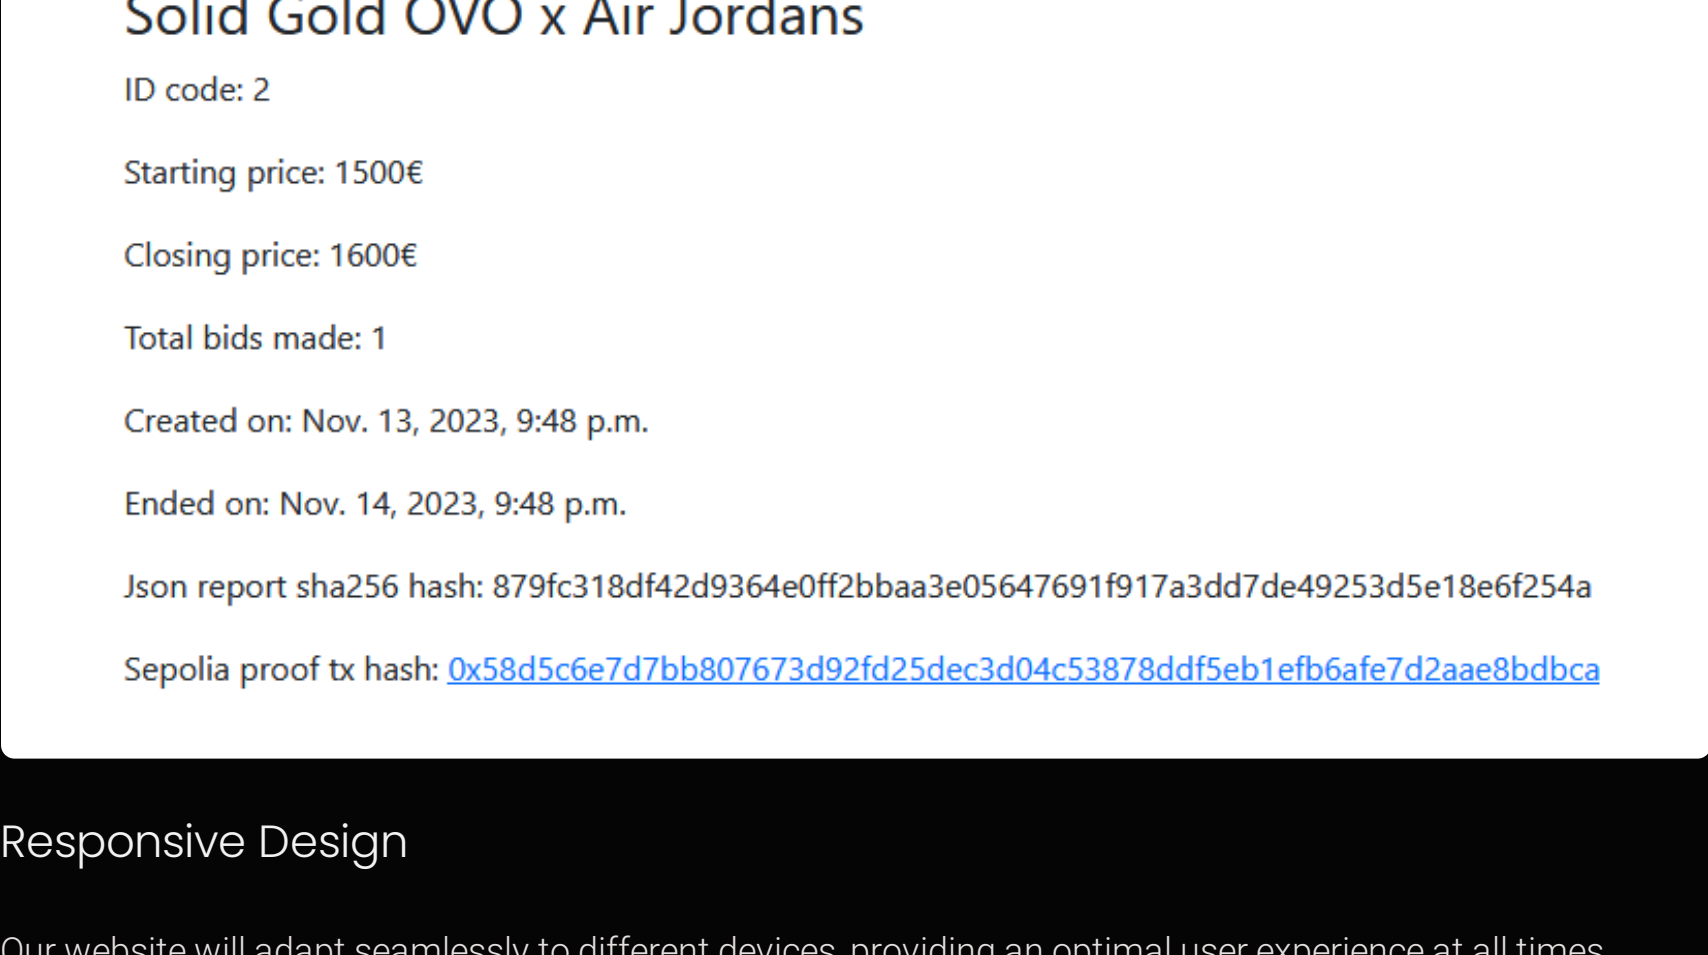 Solid Gold OVO x Air Jordans
ID code: 2
Starting price: 1500€
Closing price: 1600€
Total bids made: 1
Created on: Nov. 13, 2023, 9:48 p.m.
Ended on: Nov. 14, 2023, 9:48 p.m.
Json report sha256 hash: 879fc318df42d9364e0ff2bbaa3e05647691f917a3dd7de49253d5e18e6f254a
Sepolia proof tx hash: 0x58d5c6e7d7bb807673d92fd25dec3d04c53878ddf5eb1efb6afe7d2aae8bdbca
Responsive Design
Our website will adapt seamlessly to different devices, providing an optimal user experience at all times.